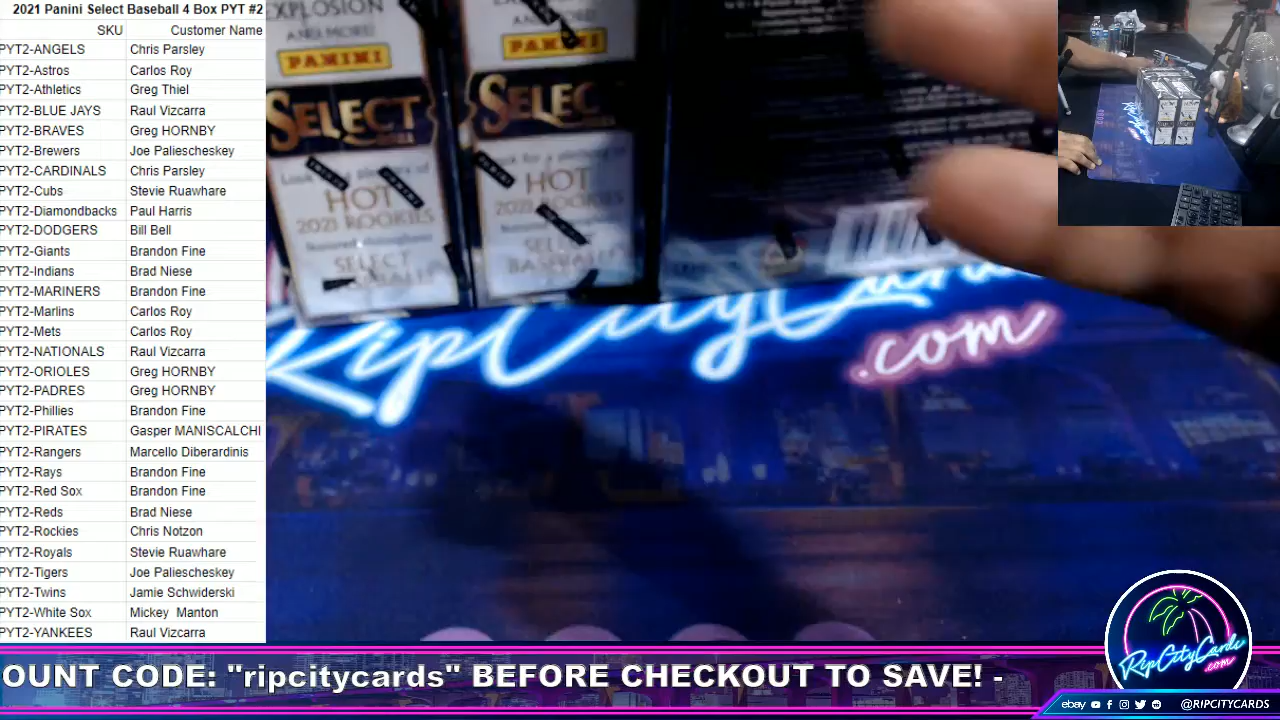 2021 Panini Select Baseball 4 Box PYT #2
SKU Customer Name
PYT2-ANGELS Chris Parsley
PYT2-Astros Carlos Roy
PYT2-Athletics Greg Thiel
PYT2-BLUE JAYS Raul Vizcarra
PYT2-BRAVES Greg HORNBY
PYT2-Brewers Joe Paliescheskey
PYT2-CARDINALS Chris Parsley
PYT2-Cubs Stevie Ruawhare
PYT2-Diamondbacks Paul Harris
PYT2-DODGERS Bill Bell
PYT2-Giants Brandon Fine
PYT2-Indians Brad Niese
PYT2-MARINERS Brandon Fine
PYT2-Marlins Carlos Roy
PYT2-Mets Carlos Roy
PYT2-NATIONALS Raul Vizcarra
PYT2-ORIOLES Greg HORNBY
PYT2-PADRES Greg HORNBY
PYT2-Phillies Brandon Fine
PYT2-PIRATES Gasper MANISCALCHI
PYT2-Rangers Marcello Diberardinis
PYT2-Rays Brandon Fine
PYT2-Red Sox Brandon Fine
PYT2-Reds Brad Niese
PYT2-Rockies Chris Notzon
PYT2-Royals Stevie Ruawhare
PYT2-Tigers Joe Paliescheskey
PYT2-Twins Jamie Schwiderski
PYT2-White Sox Mickey Manton
PYT2-YANKEES Raul Vizcarra
EXPLOSION
AND MORE!
PANINI
SELECT
HOT
2021 ROOKIES
SELECT
PANINI
SELEC
HOT
2021 ROOKIES
SELECT
BASEBALL
RipCityCards
.com
RipCityCards
.com
OUNT CODE: "ripcitycards" BEFORE CHECKOUT TO SAVE! -
ebay @RIPCITYCARDS